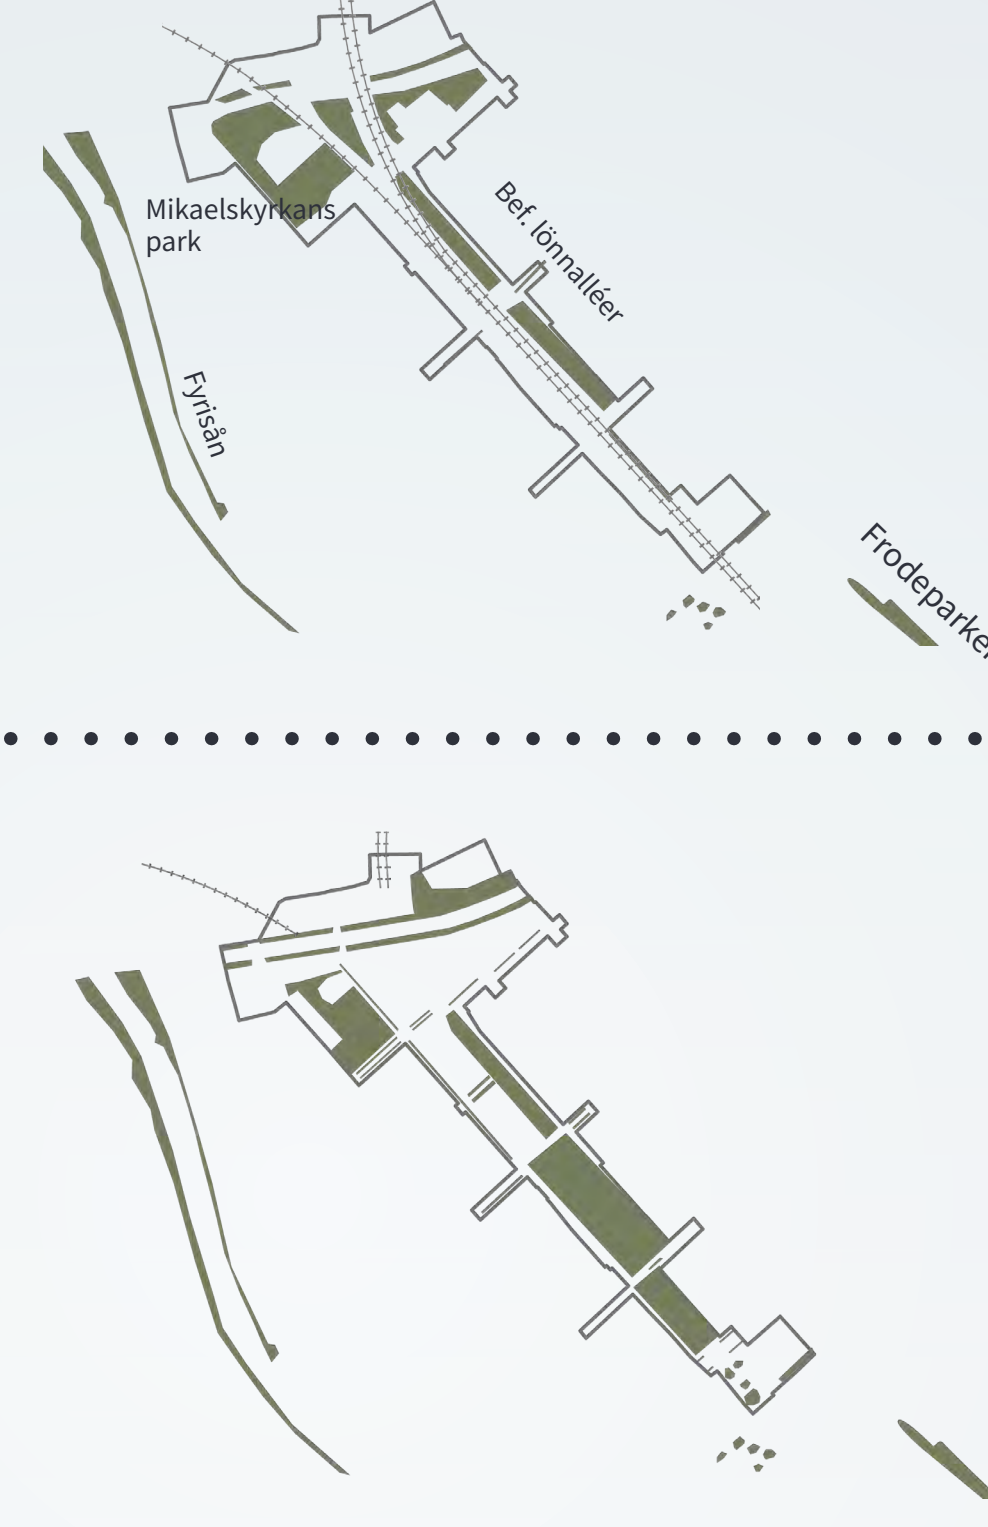 Mikaelskyrkans
park
Bef. lönnalléer
Fyrisån
Frodeparken